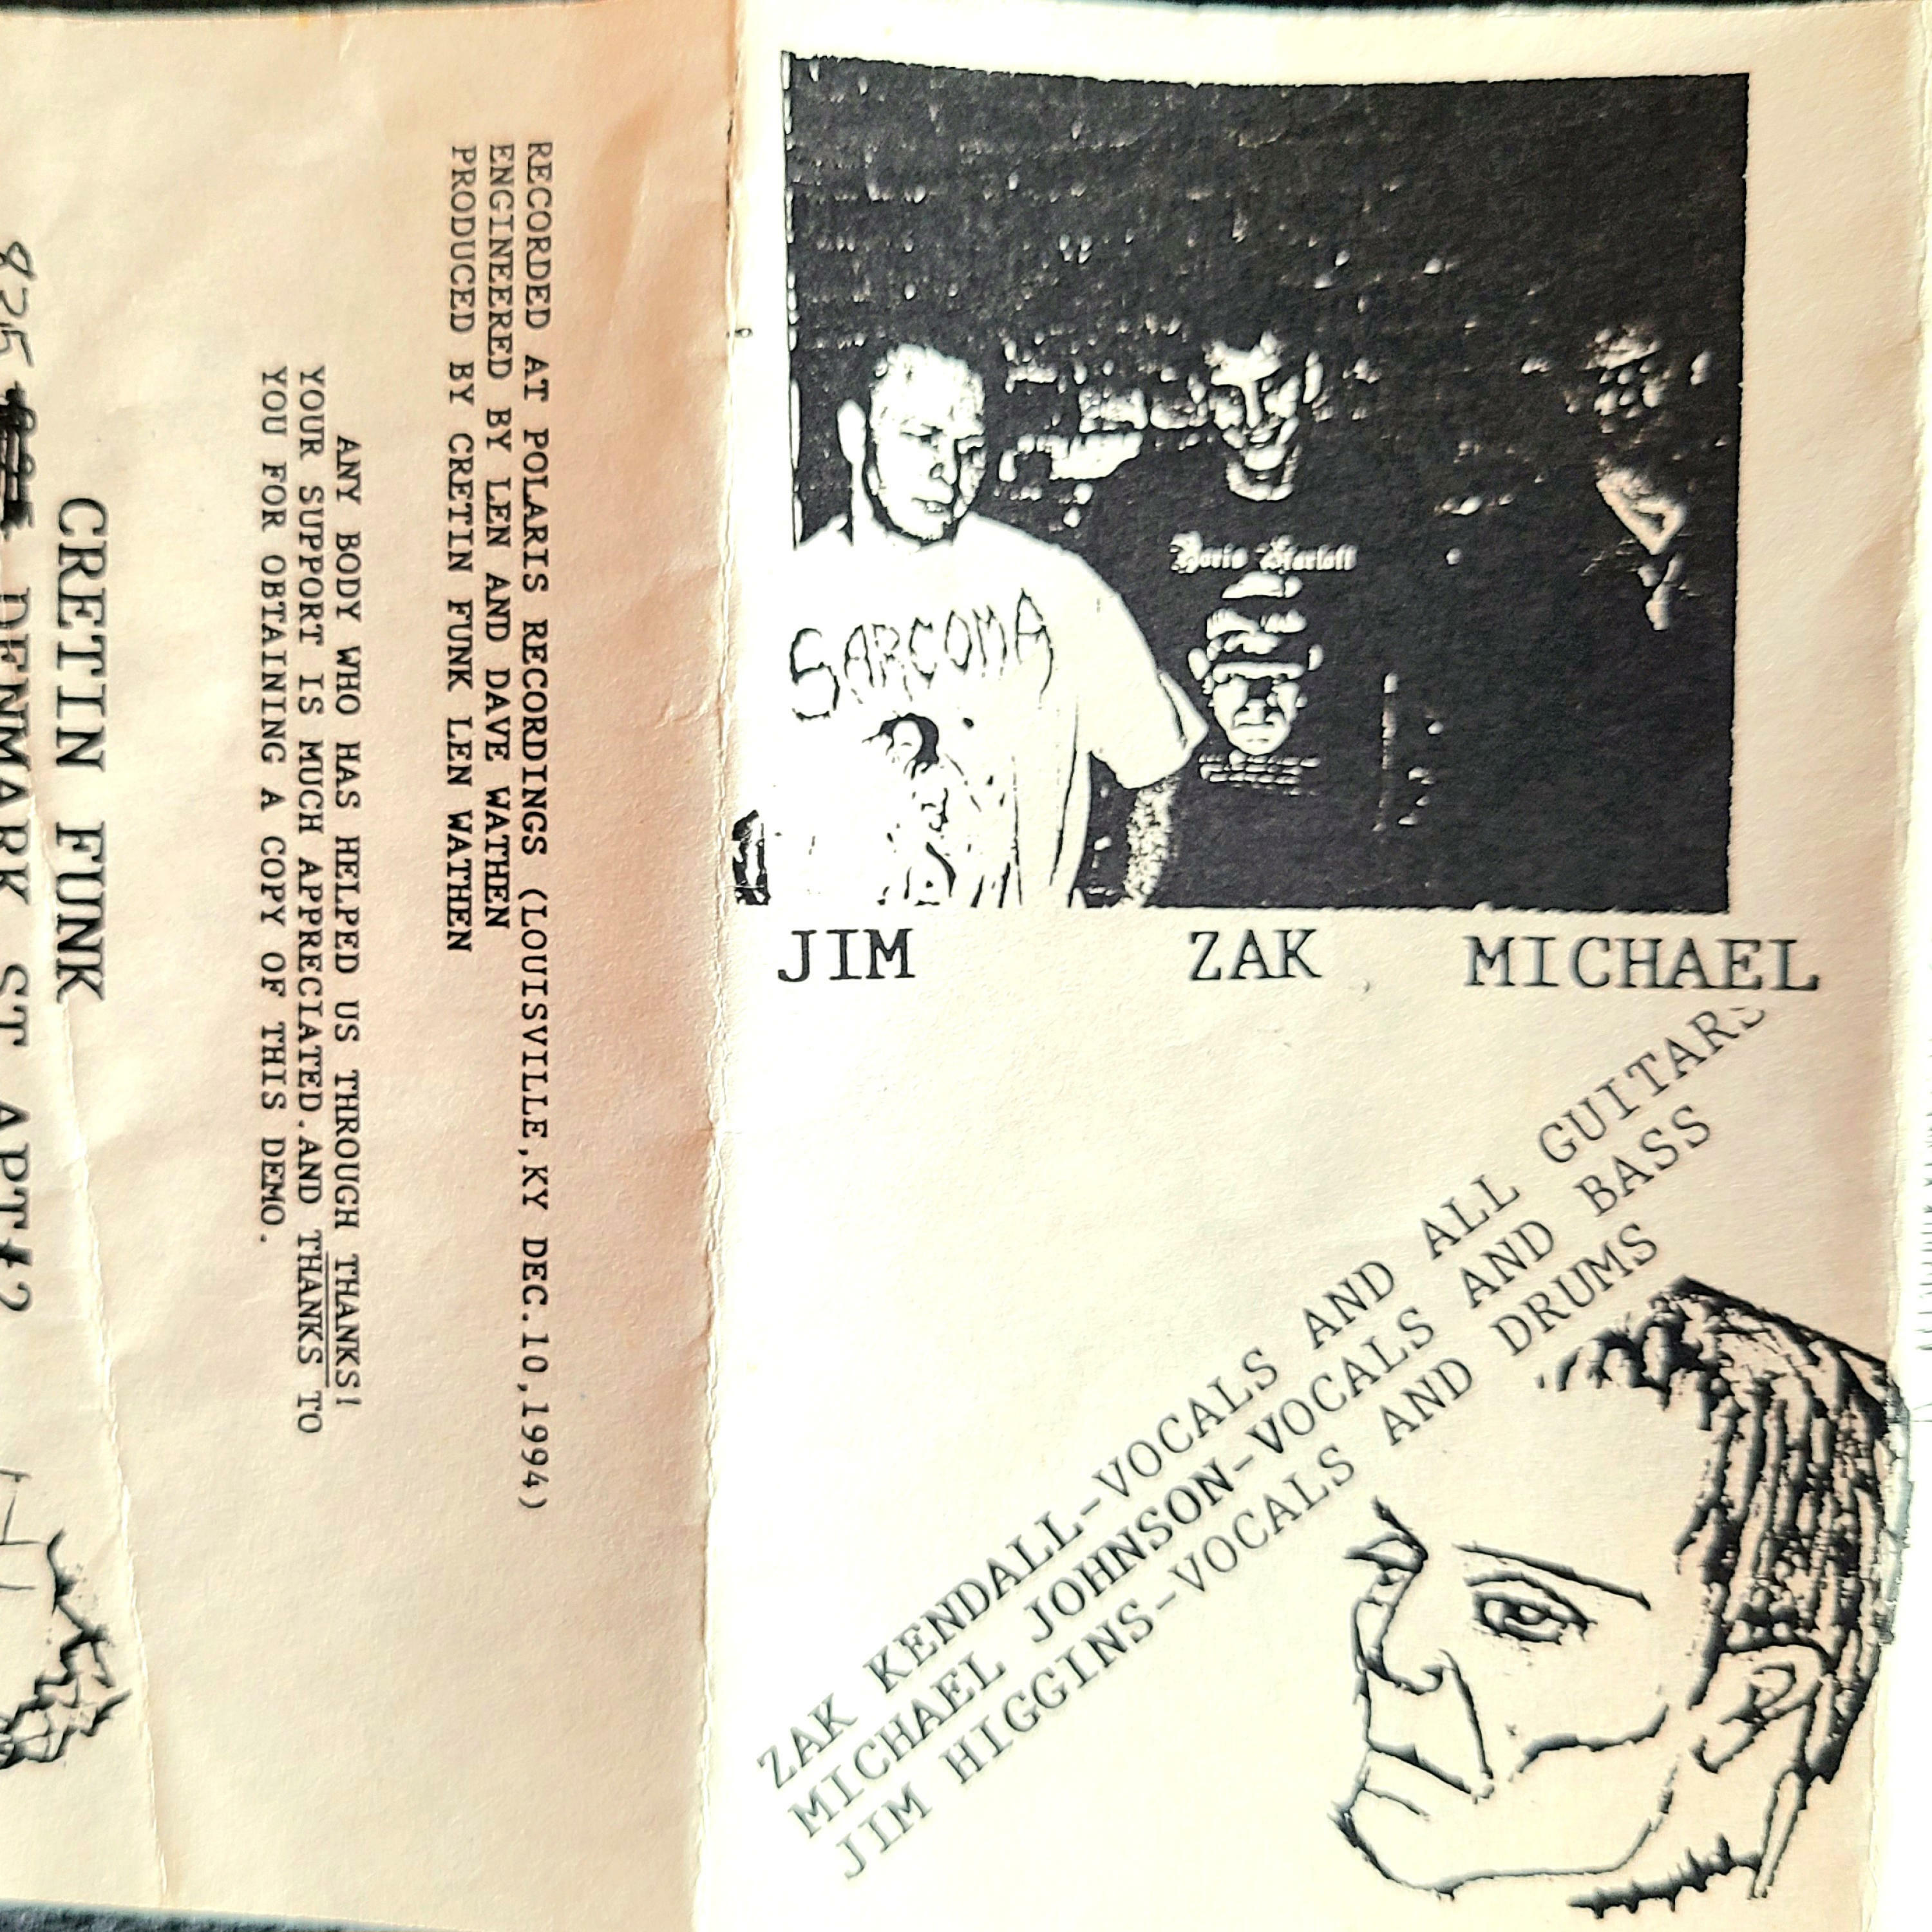 SARCOMA
JIM ZAK MICHAEL
ZAK KENDALL-VOCALS AND ALL GUITARS
MICHAEL JOHNSON-VOCALS AND BASS
JIM HIGGINS-VOCALS AND DRUMS
RECORDED AT POLARIS RECORDINGS (LOUISVILLE,KY DEC.10,1994)
ENGINEERED BY LEN AND DAVE WATHEN
PRODUCED BY CRETIN FUNK LEN WATHEN
ANY BODY WHO HAS HELPED US THROUGH THANKS!
YOUR SUPPORT IS MUCH APPRECIATED.AND THANKS TO
YOU FOR OBTAINING A COPY OF THIS DEMO.
CRETIN FUNK
825 DENMARK ST APT#2